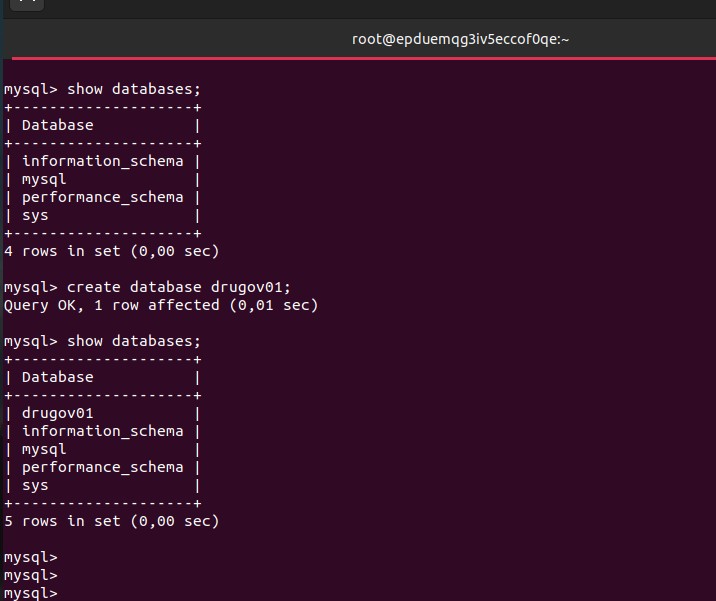 root@epduemqg3iv5eccof0qe:~
mysql> show databases;
+--------------------+
| Database           |
+--------------------+
| information_schema |
| mysql              |
| performance_schema |
| sys                |
+--------------------+
4 rows in set (0,00 sec)
mysql> create database drugov01;
Query OK, 1 row affected (0,01 sec)
mysql> show databases;
+--------------------+
| Database           |
+--------------------+
| drugov01           |
| information_schema |
| mysql              |
| performance_schema |
| sys                |
+--------------------+
5 rows in set (0,00 sec)
mysql>
mysql>
mysql>